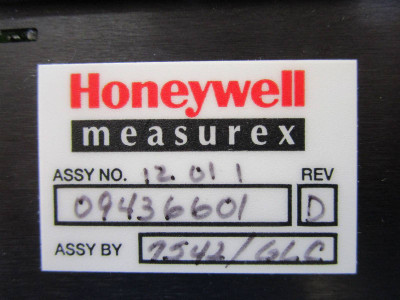 Honeywell
measurex
ASSY NO. 12.01 1 REV
09436601 D
ASSY BY 7542/GLC